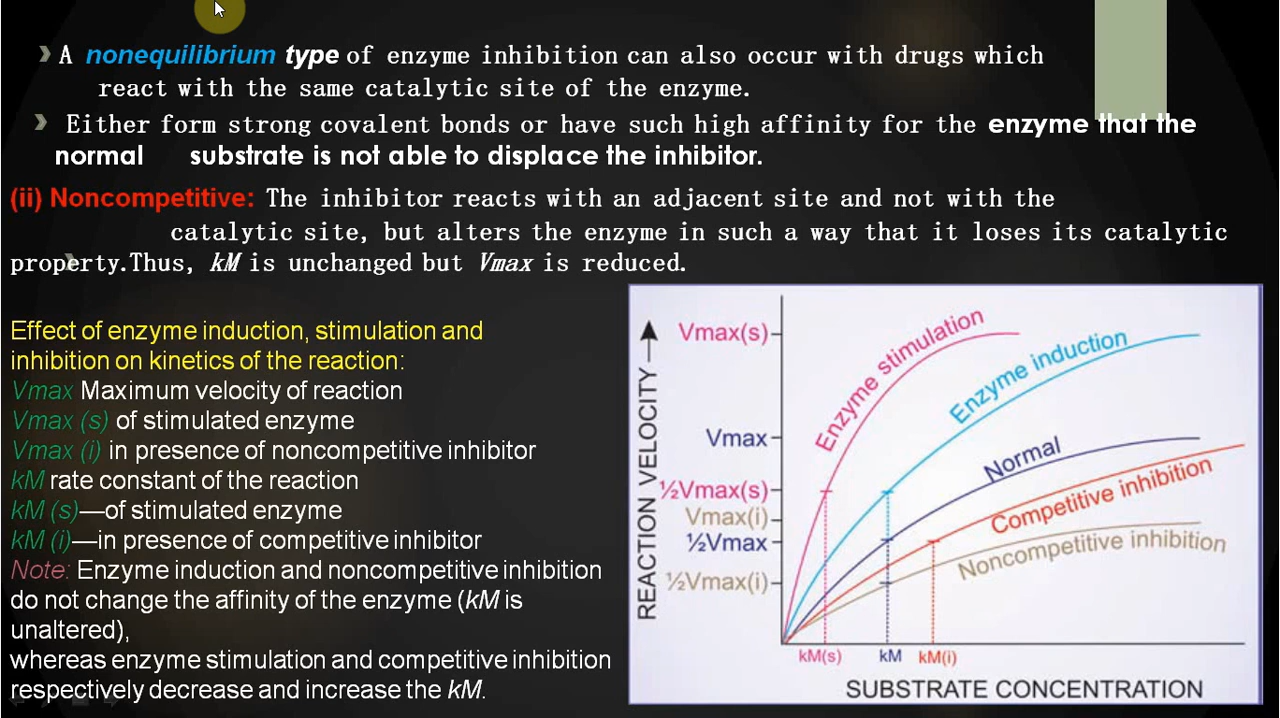 A nonequilibrium type of enzyme inhibition can also occur with drugs which
react with the same catalytic site of the enzyme.
Either form strong covalent bonds or have such high affinity for the enzyme that the
normal substrate is not able to displace the inhibitor.
(ii) Noncompetitive: The inhibitor reacts with an adjacent site and not with the
catalytic site, but alters the enzyme in such a way that it loses its catalytic
property.Thus, kM is unchanged but Vmax is reduced.
Effect of enzyme induction, stimulation and
inhibition on kinetics of the reaction:
Vmax Maximum velocity of reaction
Vmax (s) of stimulated enzyme
Vmax (i) in presence of noncompetitive inhibitor
kM rate constant of the reaction
kM (s)—of stimulated enzyme
kM (i)—in presence of competitive inhibitor
Note: Enzyme induction and noncompetitive inhibition
do not change the affinity of the enzyme (kM is
unaltered),
whereas enzyme stimulation and competitive inhibition
respectively decrease and increase the kM.
REACTION VELOCITY
Vmax(s)
Vmax
½Vmax(s)
Vmax(i)
½Vmax
½Vmax(i)
Enzyme stimulation
Enzyme induction
Normal
Competitive inhibition
Noncompetitive inhibition
kM(s) kM kM(i)
SUBSTRATE CONCENTRATION